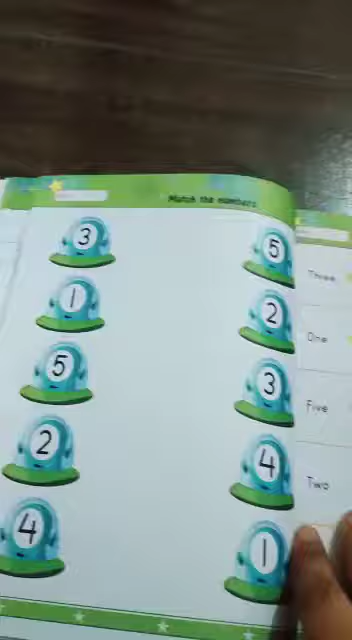 Match the numbers
3 5
1 2
5 3
2 4
4 1
Three
One
Five
Two